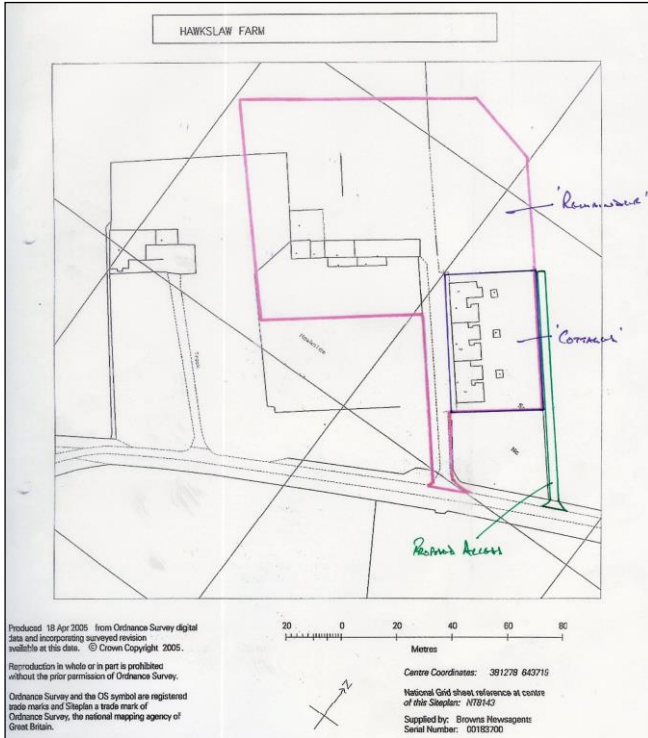 HAWKSLAW FARM
'REMAINDER'
'COTTAGES'
Track
Hawkslaw
PROPOSED ACCESS
Produced 18 Apr 2005 from Ordnance Survey digital
data and incorporating surveyed revision
available at this date. © Crown Copyright 2005.
Reproduction in whole or in part is prohibited
without the prior permission of Ordnance Survey.
Ordnance Survey and the OS symbol are registered
trade marks and Siteplan a trade mark of
Ordnance Survey, the national mapping agency of
Great Britain.
20 0 20 40 60 80
Metres
Centre Coordinates: 381278 643715
National Grid sheet reference at centre
of this Siteplan: NT8143
Supplied by: Browns Newsagents
Serial Number: 00183700
N